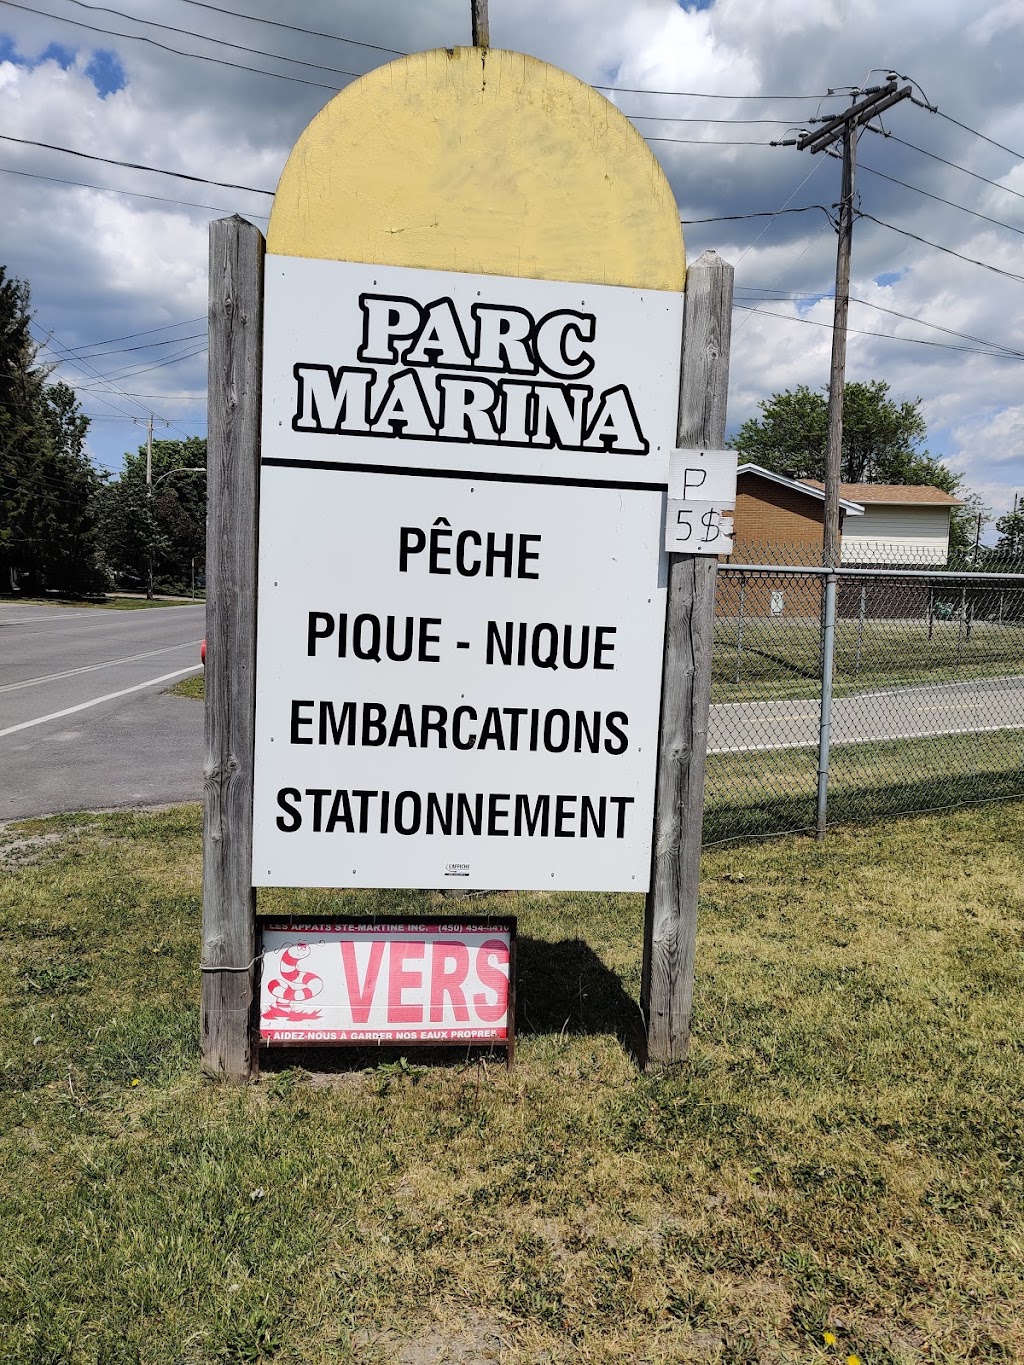 PARC
MARINA
P
5$
PÊCHE
PIQUE - NIQUE
EMBARCATIONS
STATIONNEMENT
LES APPATS STE-MARTINE INC. (450)
VERS
AIDEZ-NOUS À GARDER NOS EAUX PROPRES